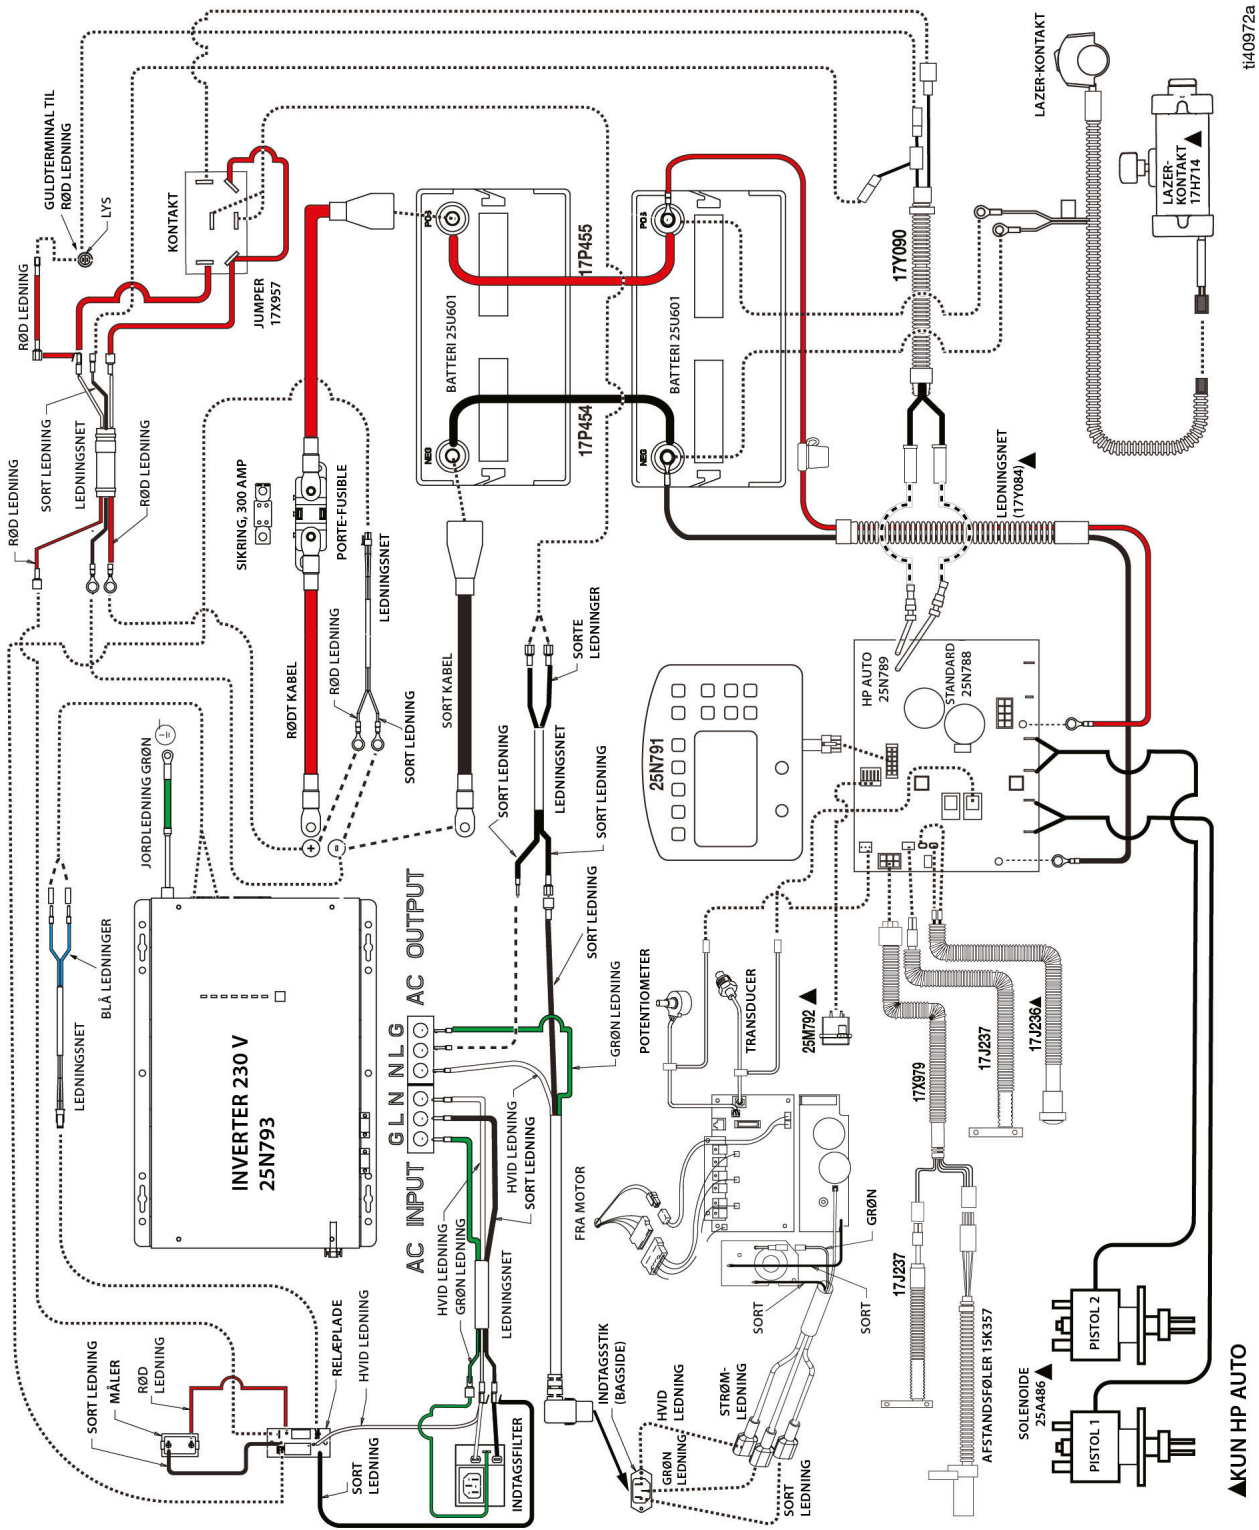 ti40972a
GULDTERMINAL TIL
RØD LEDNING
LYS
RØD LEDNING
KONTAKT
JUMPER
17X957
RØD LEDNING
SORT LEDNING
LEDNINGSNET
RØD LEDNING
SIKRING, 300 AMP
PORTE-FUSIBLE
LEDNINGSNET
RØDT KABEL
RØD LEDNING
SORT LEDNING
SORT KABEL
POS
NEG
BATTERI 25U601
17P455
17P454
POS
NEG
BATTERI 25U601
17Y090
LAZER-KONTAKT
LAZER-
KONTAKT
17H714 ▲
LEDNINGSNET
(17Y084) ▲
JORDLEDNING GRØN
BLÅ LEDNINGER
LEDNINGSNET
INVERTER 230 V
25N793
+
-
AC INPUT
G L N
N L G
AC OUTPUT
SORT LEDNING
SORTE
LEDNINGER
LEDNINGSNET
SORT LEDNING
SORT LEDNING
GRØN LEDNING
HVID LEDNING
SORT LEDNING
HVID LEDNING
GRØN LEDNING
LEDNINGSNET
FRA MOTOR
SORT LEDNING
MÅLER
RØD
LEDNING
RELÆPLADE
HVID LEDNING
SORT
LEDNING
INDTAGSFILTER
INDTAGSSTIK
(BAGSIDE)
HVID
LEDNING
GRØN
LEDNING
STRØM-
LEDNING
SORT
LEDNING
SORT
SORT
GRØN
POTENTIOMETER
TRANSDUCER
25M792 ▲
25N791
HP AUTO
25N789
STANDARD
25N788
17X979
17J237
17J236▲
17J237
AFSTANDSFØLER 15K357
SOLENOIDE
25A486 ▲
PISTOL 1
PISTOL 2
▲KUN HP AUTO